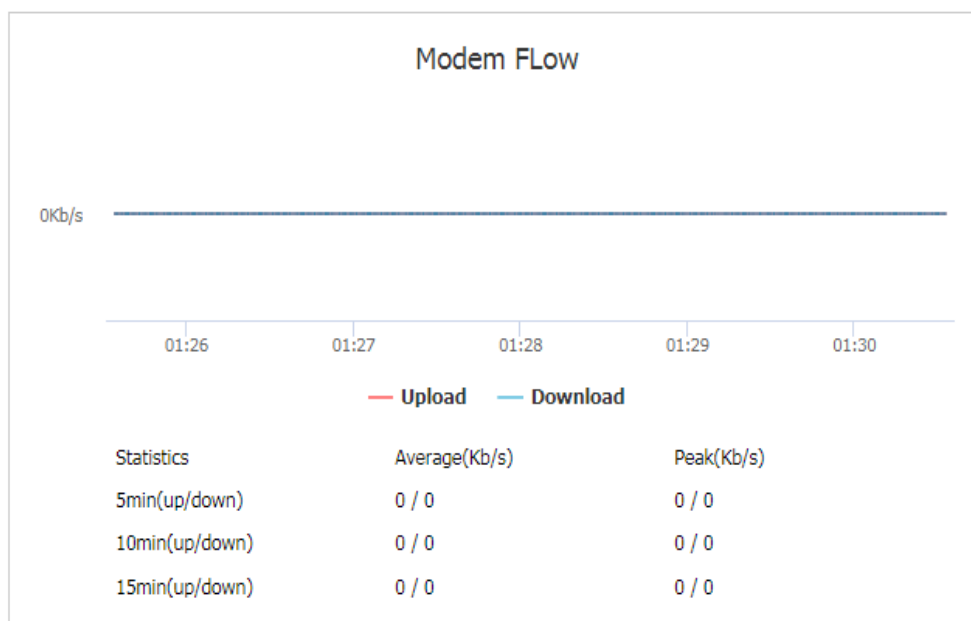 Modem FLow
0Kb/s
01:26 01:27 01:28 01:29 01:30
Upload Download
Statistics Average(Kb/s) Peak(Kb/s)
5min(up/down) 0 / 0 0 / 0
10min(up/down) 0 / 0 0 / 0
15min(up/down) 0 / 0 0 / 0